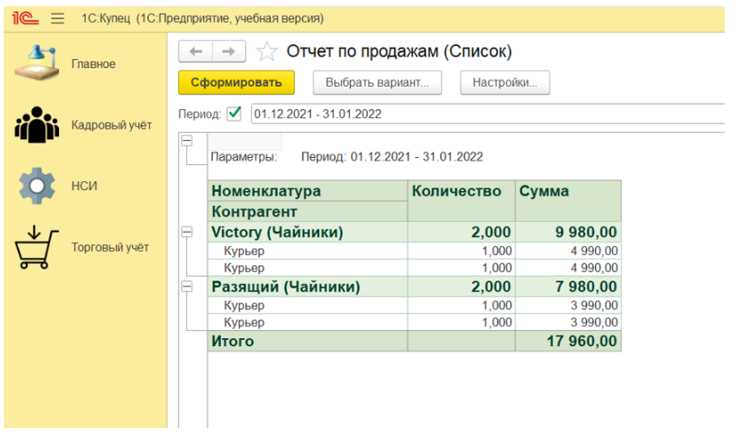 1С:Купец (1С:Предприятие, учебная версия)
Главное
Кадровый учёт
НСИ
Торговый учёт
Отчет по продажам (Список)
Сформировать Выбрать вариант... Настройки...
Период: 01.12.2021 - 31.01.2022
Параметры: Период: 01.12.2021 - 31.01.2022
Номенклатура Количество Сумма
Контрагент
Victory (Чайники) 2,000 9 980,00
Курьер 1,000 4 990,00
Курьер 1,000 4 990,00
Разящий (Чайники) 2,000 7 980,00
Курьер 1,000 3 990,00
Курьер 1,000 3 990,00
Итого 17 960,00